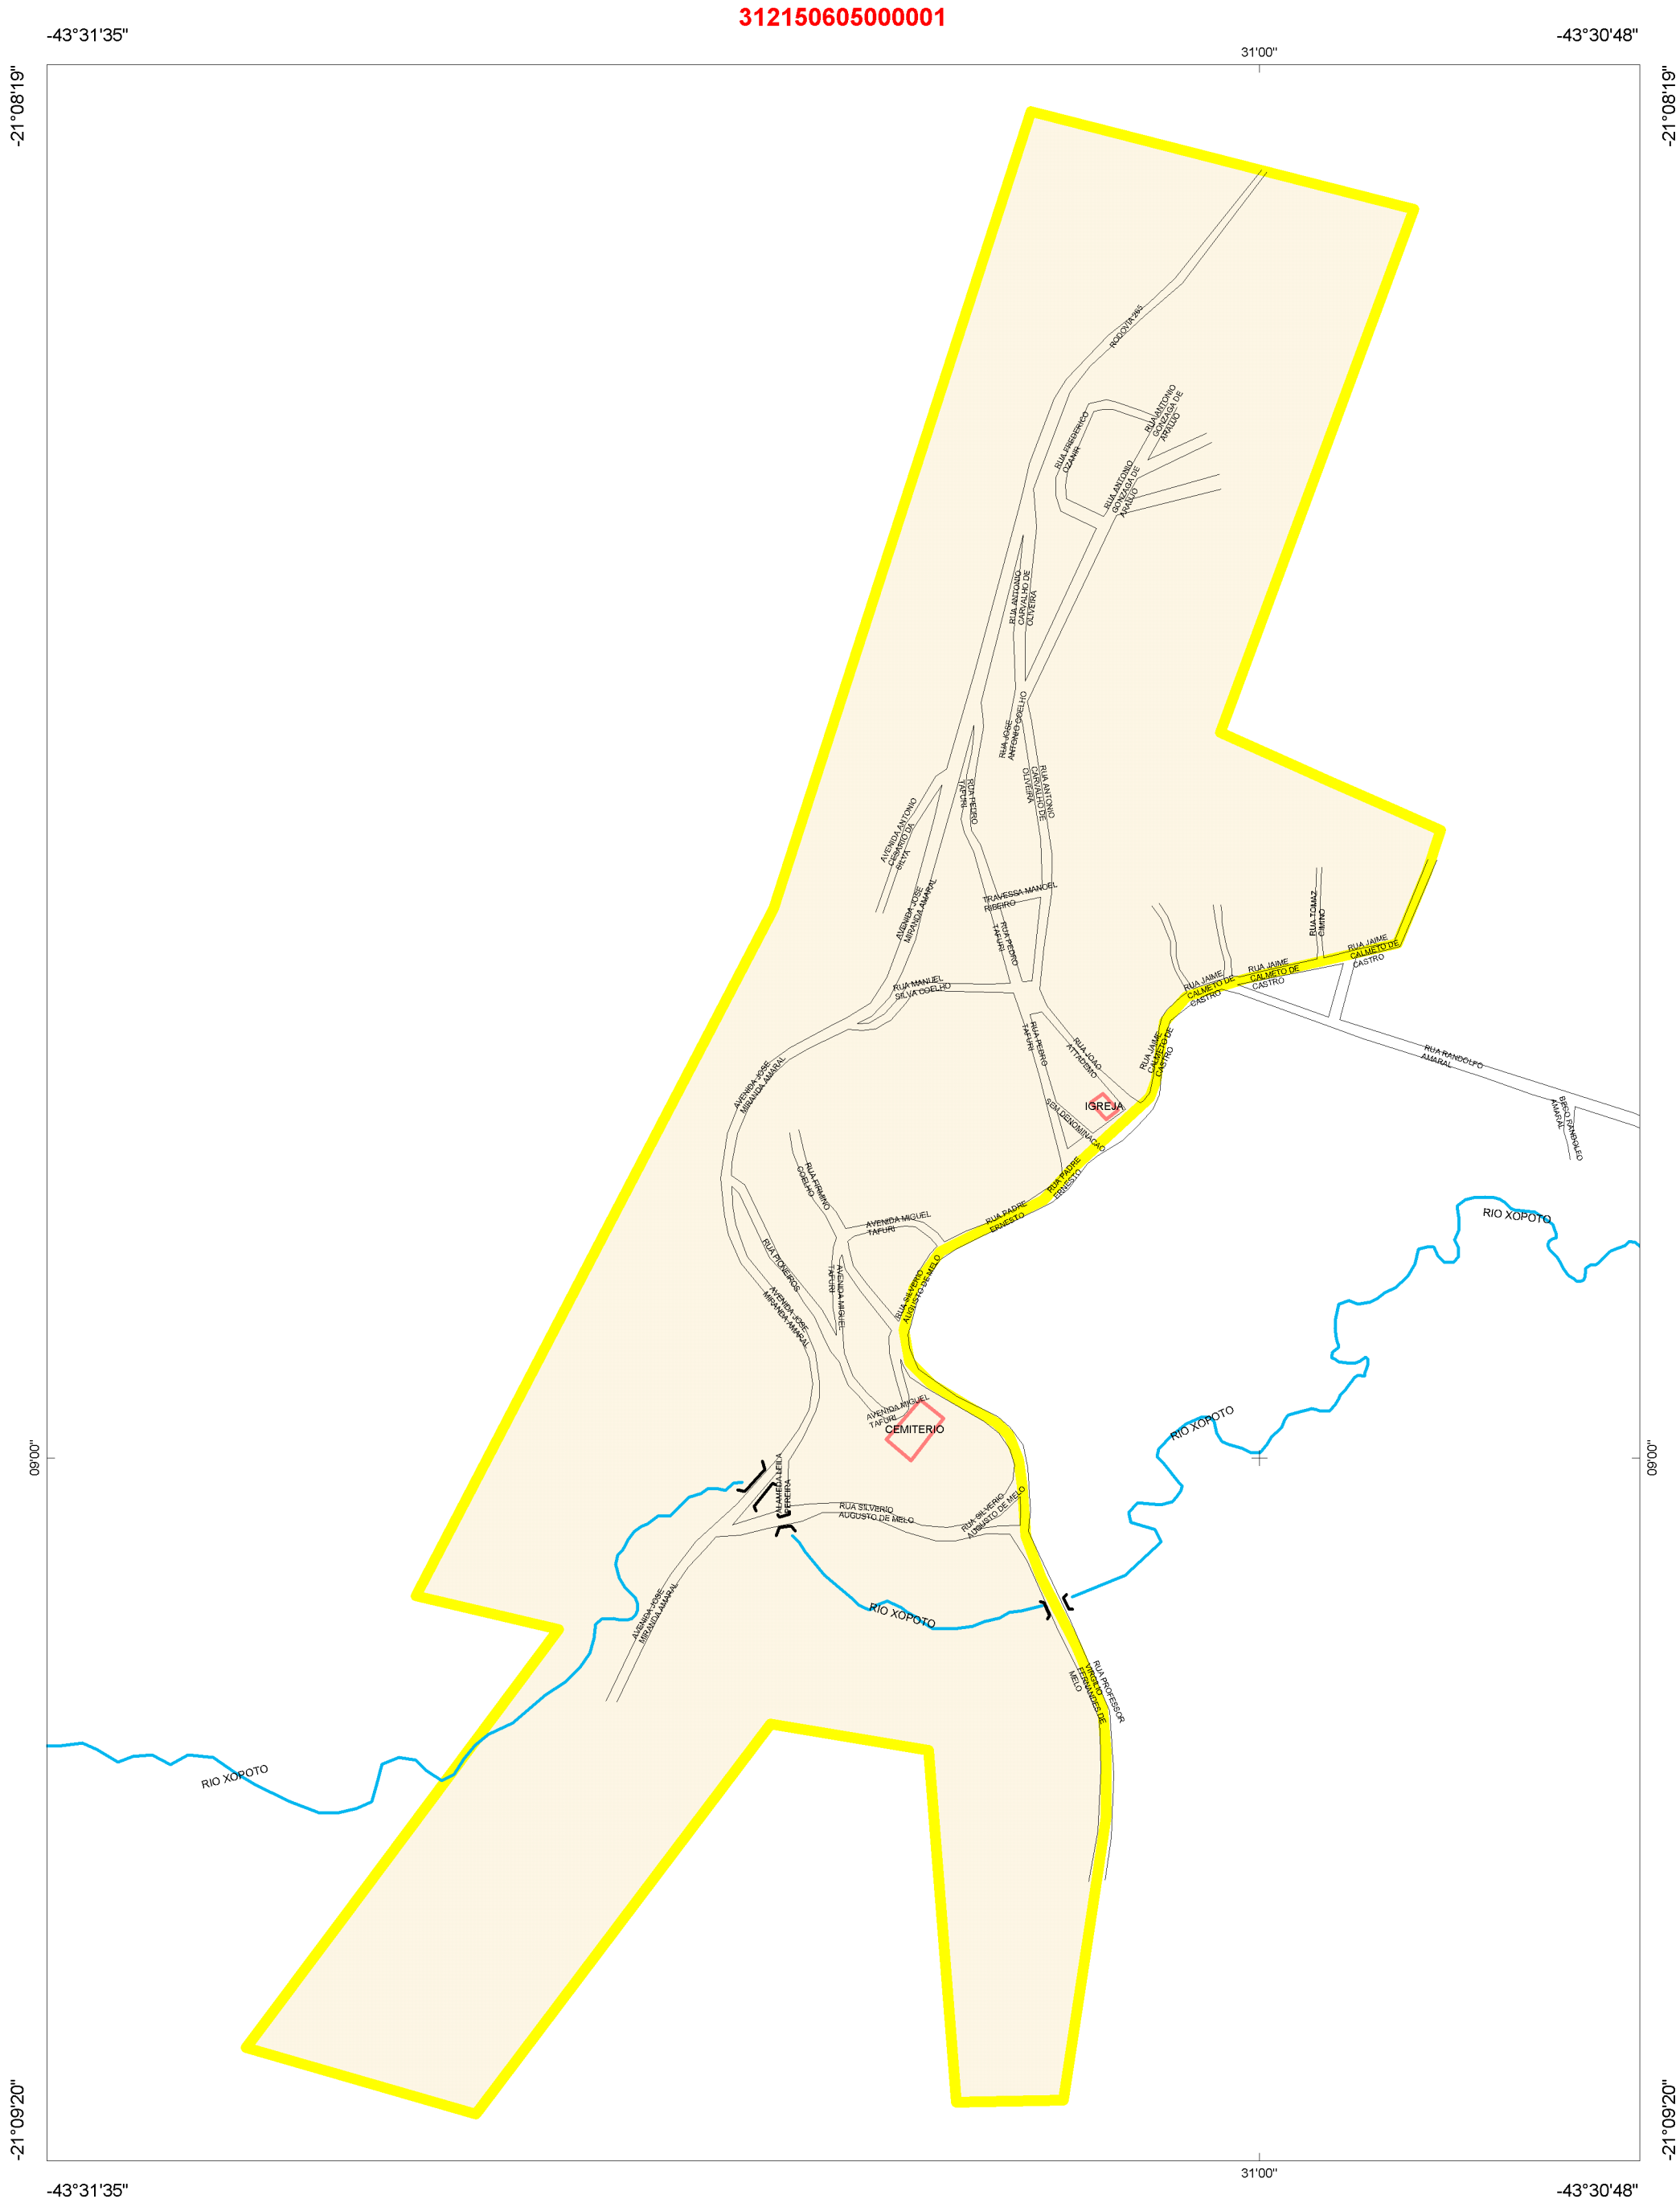 312150605000001
-43°31'35"
-43°30'48"
31'00"
-21°08'19"
-21°08'19"
RODOVIA 265
RUA ANTONIO
GONZAGA DE
ARAUJO
RUA FREDERICO
OZANIR
RUA ANTONIO
GONZAGA DE
ARAUJO
RUA ANTONIO
CARVALHO DE
OLIVEIRA
RUA JOSE
ANTONIO COELHO
RUA ANTONIO
CARVALHO DE
OLIVEIRA
RUA PEDRO
TAFURI
AVENIDA ANTONIO
CESARIO DA
SILVA
AVENIDA JOSE
MIRANDA AMARAL
TRAVESSA MANOEL
RIBEIRO
RUA PEDRO
TAFURI
RUA TOMAZ
CIMINO
RUA JAIME
CALMETO DE
CASTRO
RUA JAIME
CALMETO DE
CASTRO
RUA JAIME
CALMETO DE
CASTRO
RUA MANUEL
SILVA COELHO
RUA PEDRO
TAFURI
RUA JOAO
ATTADEMO
RUA JAIME
CALMETO DE
CASTRO
RUA RANDOLFO
AMARAL
BECO RANDOLFO
AMARAL
AVENIDA JOSE
MIRANDA AMARAL
IGREJA
SEM DENOMINACAO
RUA PADRE
ERNESTO
RUA PADRE
ERNESTO
RUA FIRMINO
COELHO
AVENIDA MIGUEL
TAFURI
RIO XOPOTO
RUA PIONEIROS
AVENIDA JOSE
MIRANDA AMARAL
AVENIDA MIGUEL
TAFURI
RUA SILVERIO
AUGUSTO DE MELO
AVENIDA MIGUEL
TAFURI
CEMITERIO
RIO XOPOTO
09'00"
09'00"
ALAMEDA LEILA
PEREIRA
RUA SILVERIO
AUGUSTO DE MELO
RUA SILVERIO
AUGUSTO DE MELO
AVENIDA JOSE
MIRANDA AMARAL
RIO XOPOTO
RUA PROFESSOR
VIRGILIO
FERNANDES DE
MELO
RIO XOPOTO
-21°09'20"
-21°09'20"
31'00"
-43°31'35"
-43°30'48"